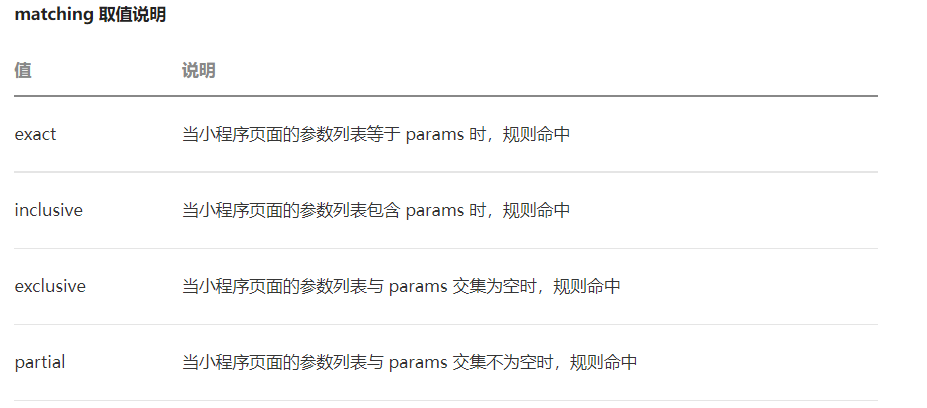 matching 取值说明
值 说明
exact 当小程序页面的参数列表等于 params 时，规则命中
inclusive 当小程序页面的参数列表包含 params 时，规则命中
exclusive 当小程序页面的参数列表与 params 交集为空时，规则命中
partial 当小程序页面的参数列表与 params 交集不为空时，规则命中